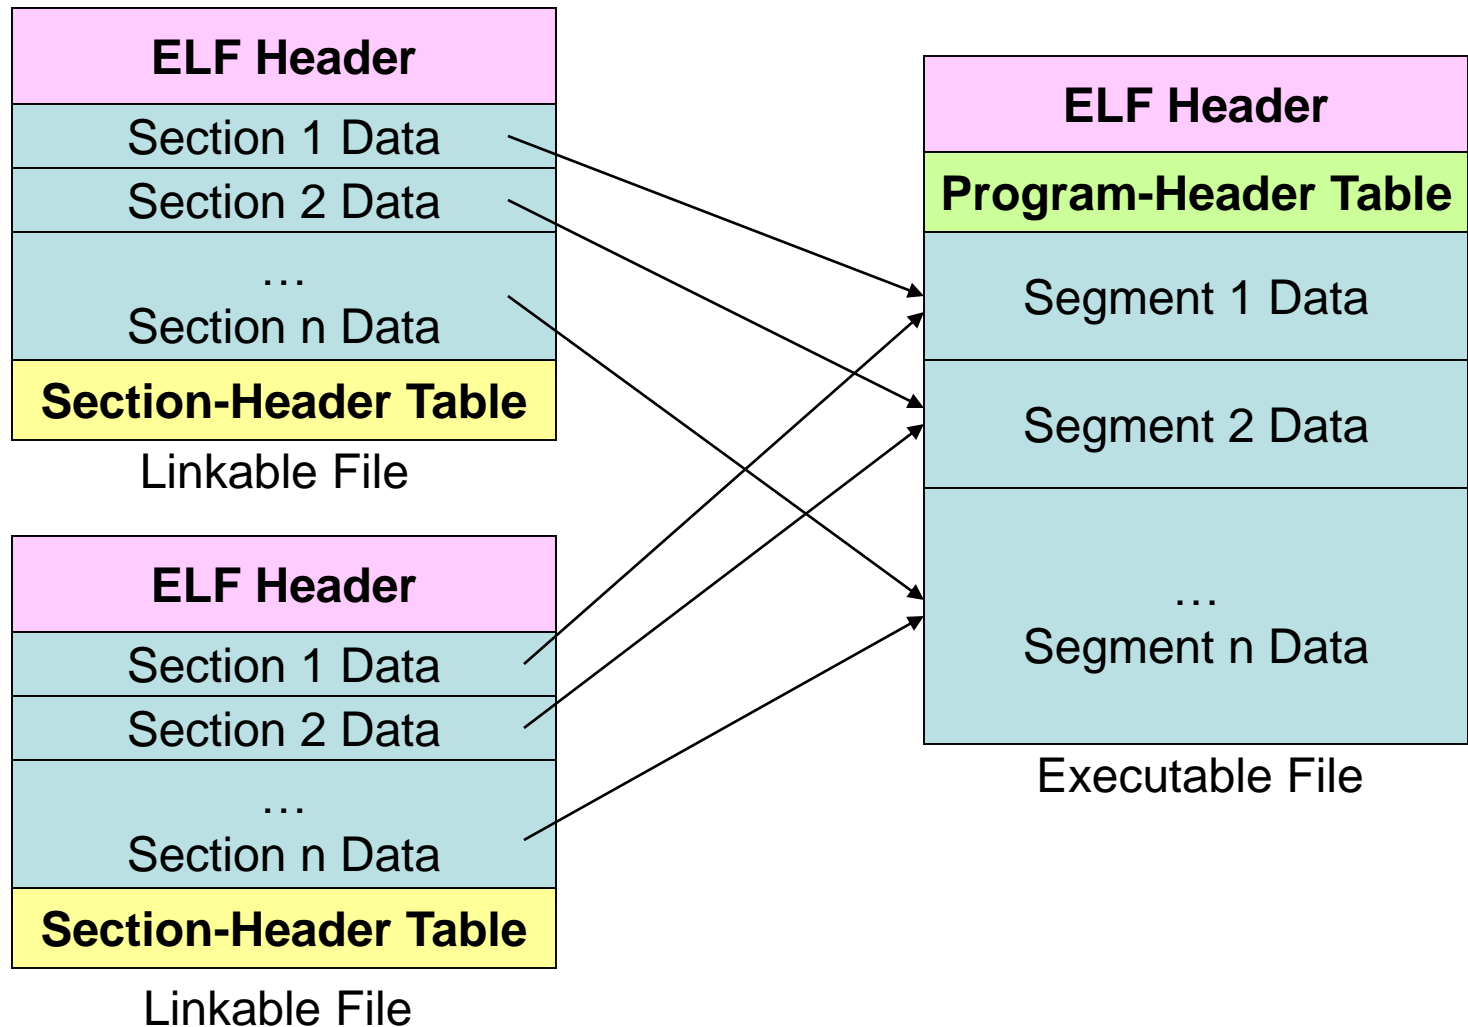 ELF Header
Section 1 Data
Section 2 Data
…
Section n Data
Section-Header Table
Linkable File
ELF Header
Section 1 Data
Section 2 Data
…
Section n Data
Section-Header Table
Linkable File
ELF Header
Program-Header Table
Segment 1 Data
Segment 2 Data
…
Segment n Data
Executable File